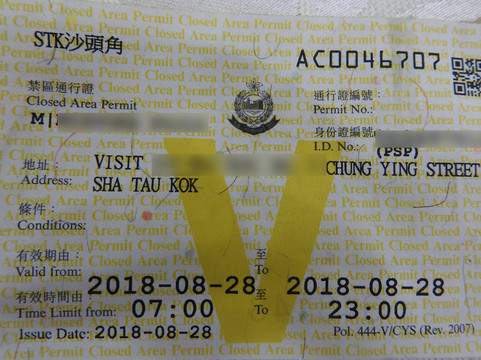 STK沙頭角
AC0046707
禁區通行證
Closed Area Permit
通行證編號:
Permit No.:
身份證編號:
I.D. No.:
(PSP)
地址:
Address:
VISIT
CHUNG YING STREET
SHA TAU KOK
條件:
Conditions:
有效期由:
Valid from:
2018-08-28
至
To
2018-08-28
有效時間由:
Time Limit from:
07:00
至
To
23:00
Issue Date: 2018-08-28
Pol. 444-V/CYS (Rev. 2007)
V